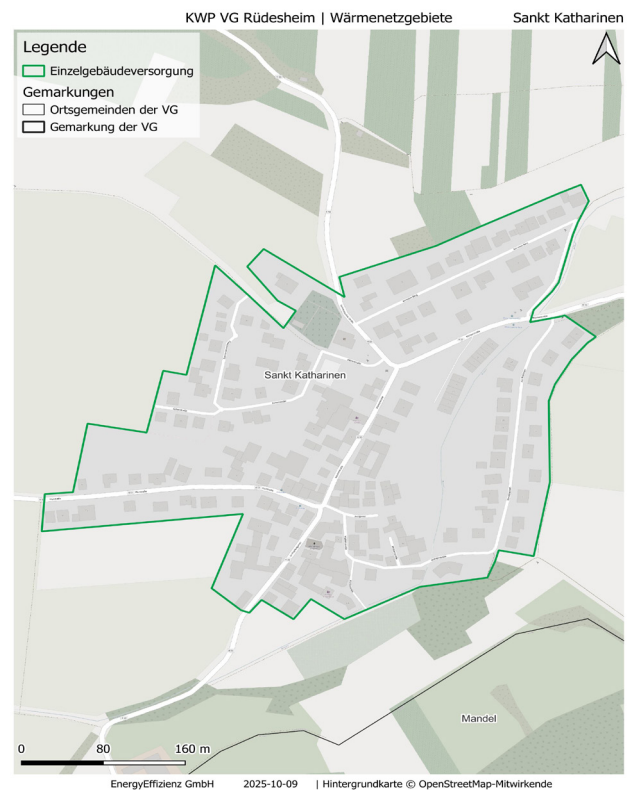 KWP VG Rüdesheim | Wärmenetzgebiete
Sankt Katharinen
Legende
Einzelgebäudeversorgung
Gemarkungen
Ortsgemeinden der VG
Gemarkung der VG
Sankt Katharinen
Mandel
0 80 160 m
EnergyEffizienz GmbH 2025-10-09 | Hintergrundkarte © OpenStreetMap-Mitwirkende